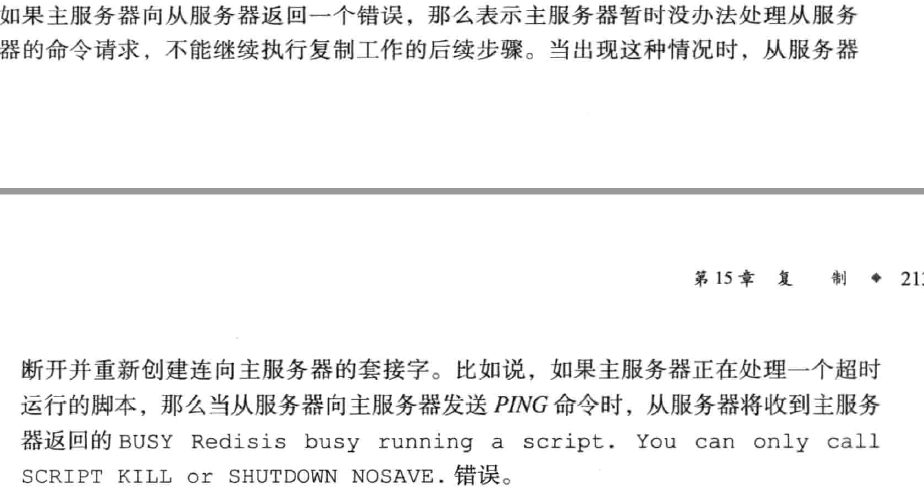 如果主服务器向从服务器返回一个错误，那么表示主服务器暂时没办法处理从服务
器的命令请求，不能继续执行复制工作的后续步骤。当出现这种情况时，从服务器
第15章 复 制 ◆
断开并重新创建连向主服务器的套接字。比如说，如果主服务器正在处理一个超时
运行的脚本，那么当从服务器向主服务器发送 PING 命令时，从服务器将收到主服务
器返回的 BUSY Redisis busy running a script. You can only call
SCRIPT KILL or SHUTDOWN NOSAVE. 错误。